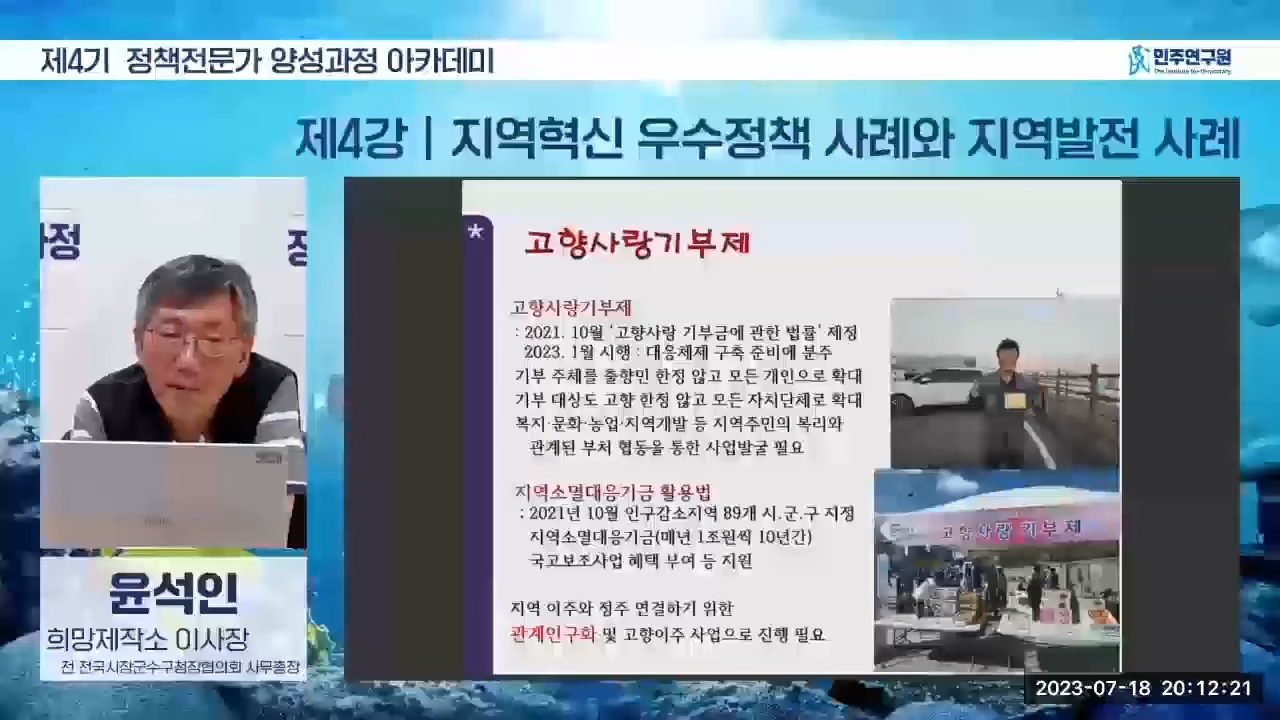 제4기 정책전문가 양성과정 아카데미
민주연구원
제4강 | 지역혁신 우수정책 사례와 지역발전 사례
정
정
* 고향사랑기부제
고향사랑기부제
: 2021. 10월 '고향사랑 기부금에 관한 법률' 제정
2023. 1월 시행 : 대응체제 구축 준비에 분주
기부 주체를 출향민 한정 않고 모든 개인으로 확대
기부 대상도 고향 한정 않고 모든 자치단체로 확대
복지·문화·농업·지역개발 등 지역주민의 복리와
관계된 부처 협동을 통한 사업발굴 필요
지역소멸대응기금 활용법
: 2021년 10월 인구감소지역 89개 시.군.구 지정
지역소멸대응기금(매년 1조원씩 10년간)
국고보조사업 혜택 부여 등 지원
지역 이주와 정주 연결하기 위한
관계인구화 및 고향이주 사업으로 진행 필요
고향사랑기부제
윤석인
희망제작소 이사장
전 전국시장군수구청장협의회 사무총장
2023-07-18 20:12:21